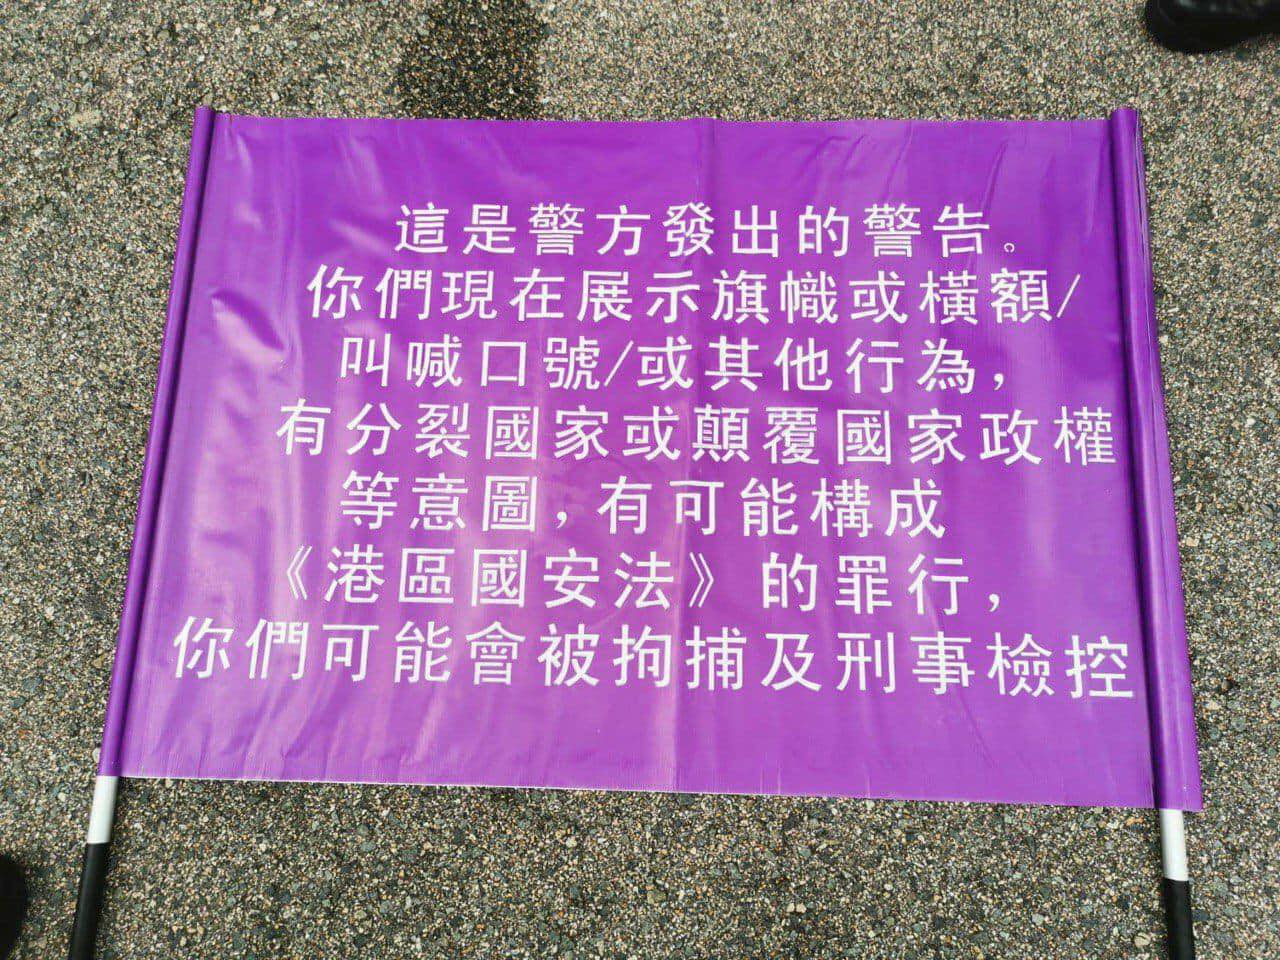 這是警方發出的警告。
你們現在展示旗幟或橫額/
叫喊口號/或其他行為，
有分裂國家或顛覆國家政權
等意圖，有可能構成
《港區國安法》的罪行，
你們可能會被拘捕及刑事檢控